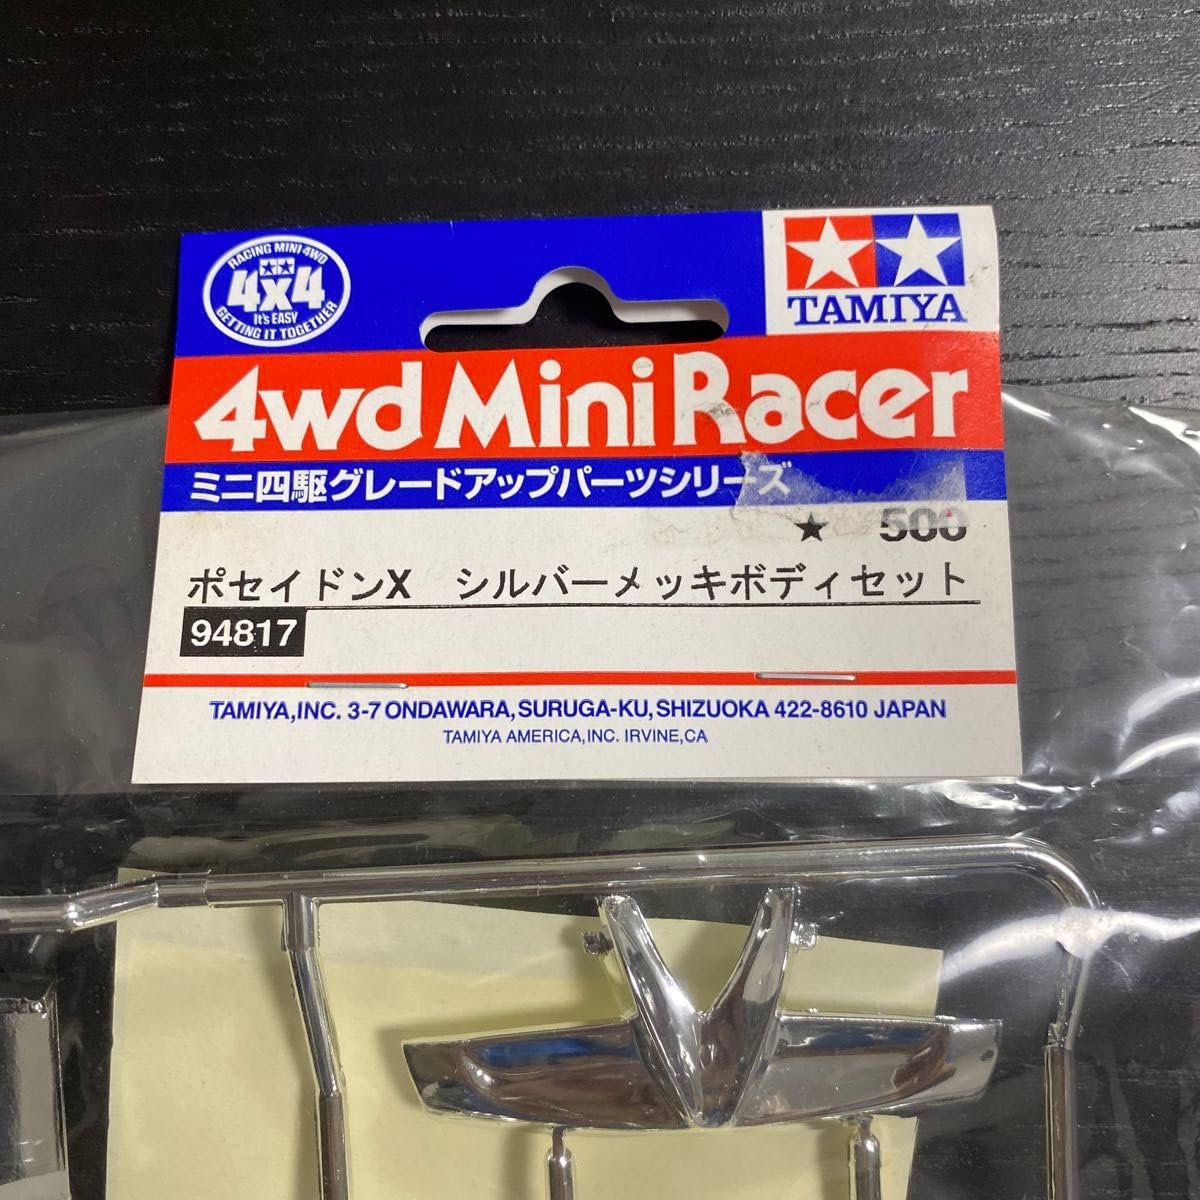 RACING MINI 4WD
4x4
It's EASY
GETTING IT TOGETHER
TAMIYA
4wd Mini Racer
ミニ四駆グレードアップパーツシリーズ
★ 500
ポセイドンX シルバーメッキボディセット
94817
TAMIYA,INC. 3-7 ONDAWARA, SURUGA-KU, SHIZUOKA 422-8610 JAPAN
TAMIYA AMERICA,INC. IRVINE,CA